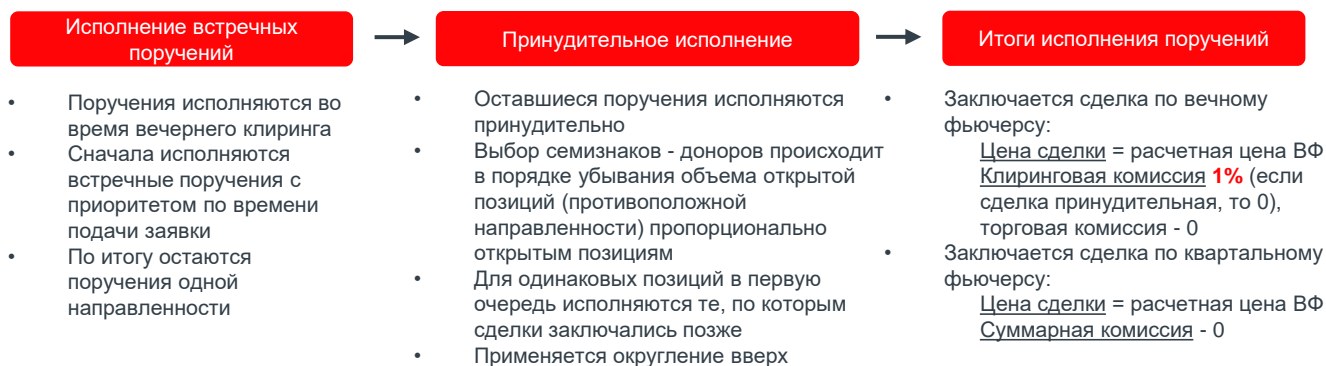 Исполнение встречных
поручений
• Поручения исполняются во
время вечернего клиринга
• Сначала исполняются
встречные поручения с
приоритетом по времени
подачи заявки
• По итогу остаются
поручения одной
направленности
Принудительное исполнение
• Оставшиеся поручения исполняются
принудительно
• Выбор семизнаков - доноров происходит
в порядке убывания объема открытой
позиций (противоположной
направленности) пропорционально
открытым позициям
• Для одинаковых позиций в первую
очередь исполняются те, по которым
сделки заключались позже
• Применяется округление вверх
Итоги исполнения поручений
• Заключается сделка по вечному
фьючерсу:
Цена сделки = расчетная цена ВФ
Клиринговая комиссия 1% (если
сделка принудительная, то 0),
торговая комиссия - 0
• Заключается сделка по квартальному
фьючерсу:
Цена сделки = расчетная цена ВФ
Суммарная комиссия - 0